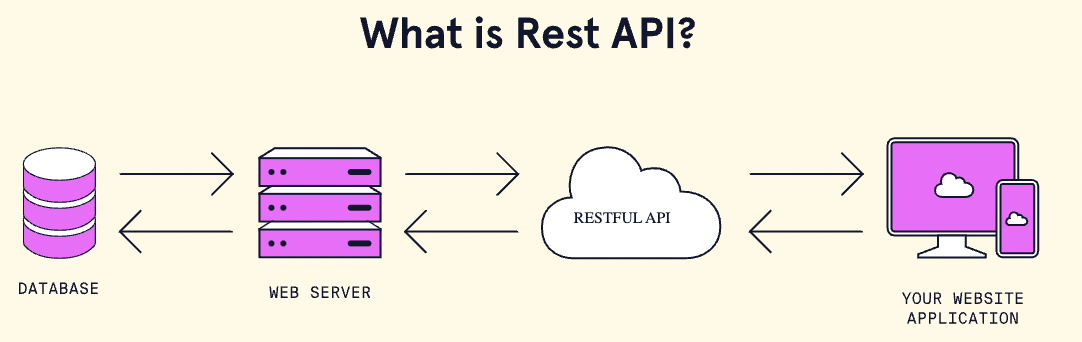 What is Rest API?
RESTFUL API
DATABASE
WEB SERVER
YOUR WEBSITE
APPLICATION